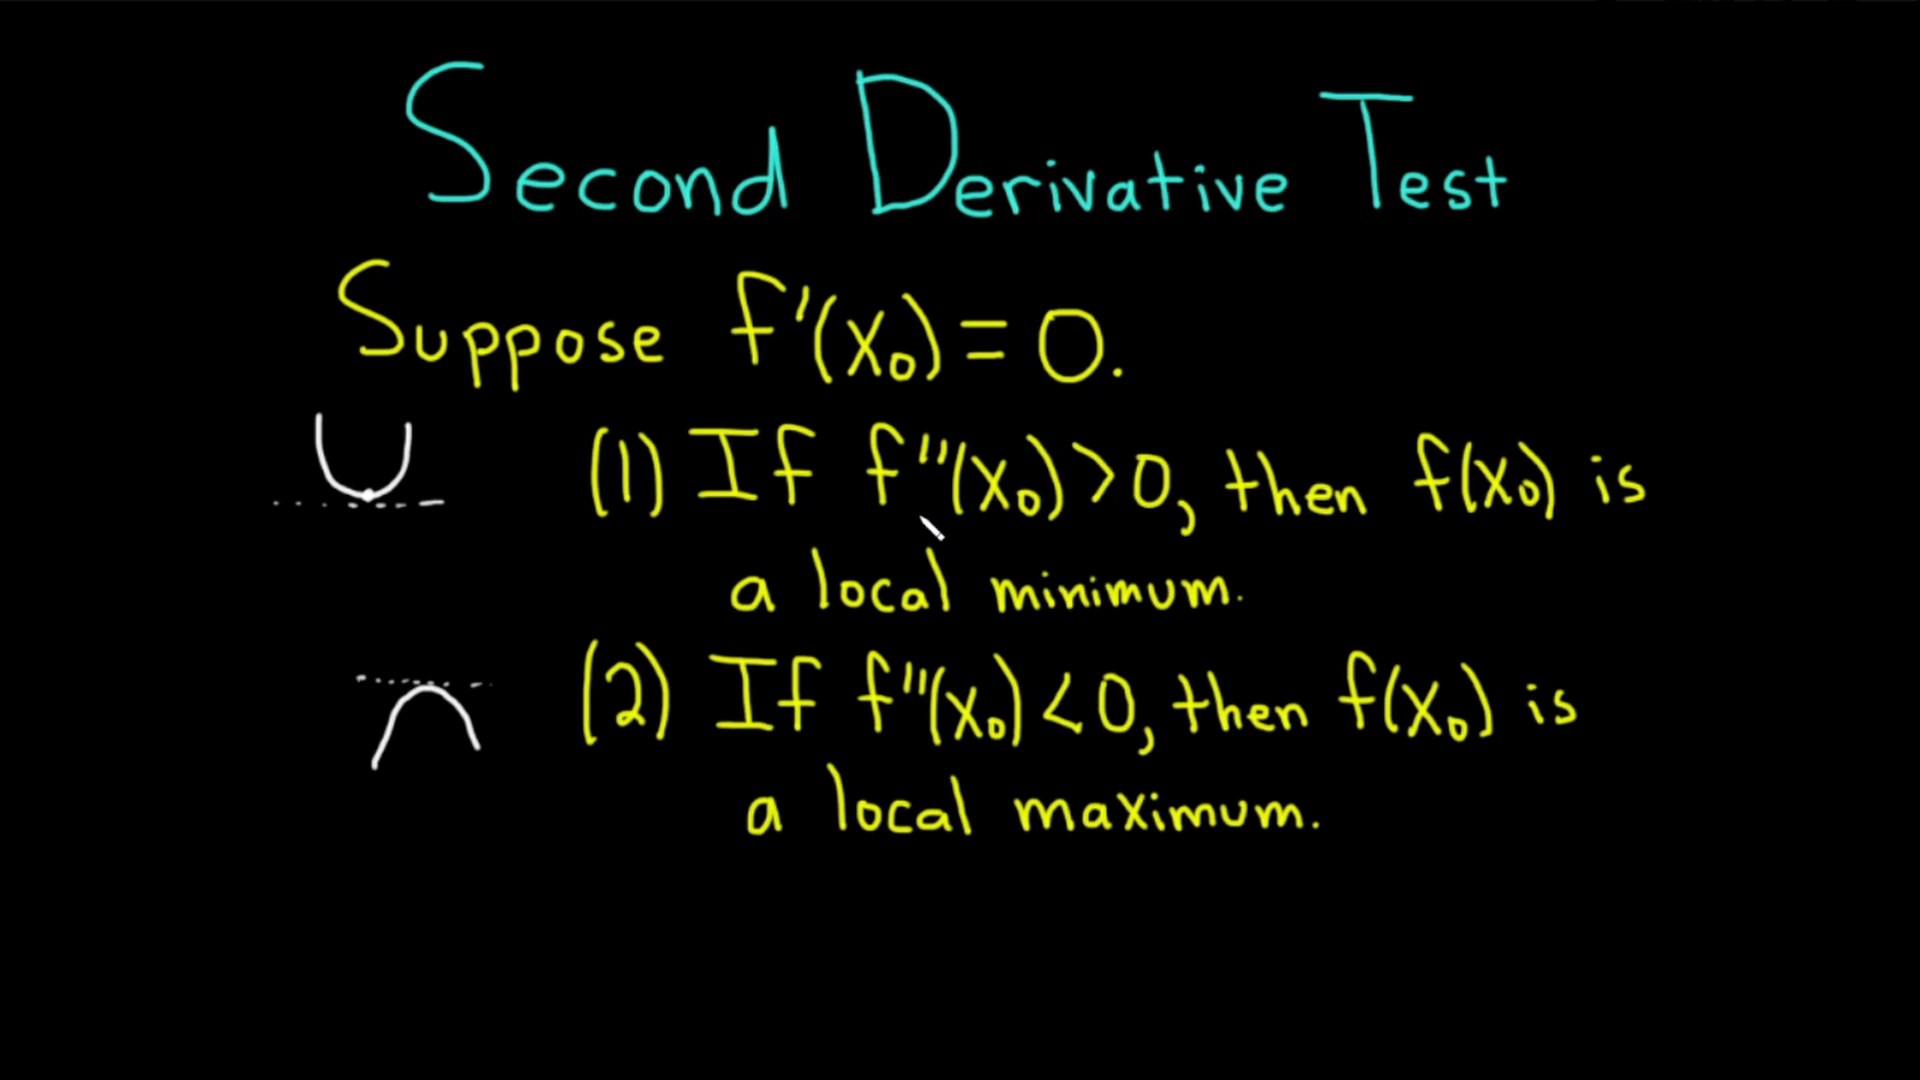 Second Derivative Test
Suppose f'(x₀) = 0.
(1) If f''(x₀) > 0, then f(x₀) is
a local minimum.
(2) If f''(x₀) < 0, then f(x₀) is
a local maximum.